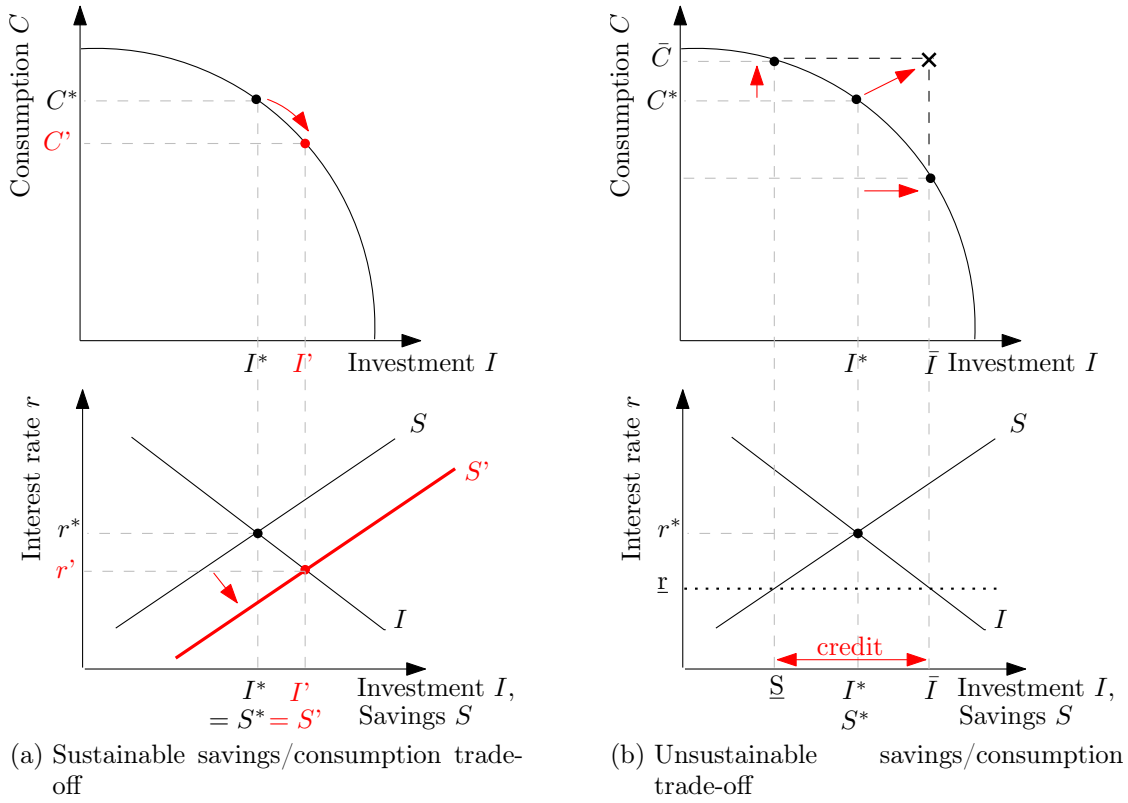 Consumption C
C*
C'
I*
I'
Investment I
Interest rate r
S
S'
r*
r'
I
I*
I'
Investment I,
= S*
= S'
Savings S
(a) Sustainable savings/consumption trade-
off
Consumption C
C̄
C*
I*
Ī
Investment I
Interest rate r
S
r*
r̲
I
credit
S̲
I*
Ī
Investment I,
S*
Savings S
(b) Unsustainable savings/consumption
trade-off